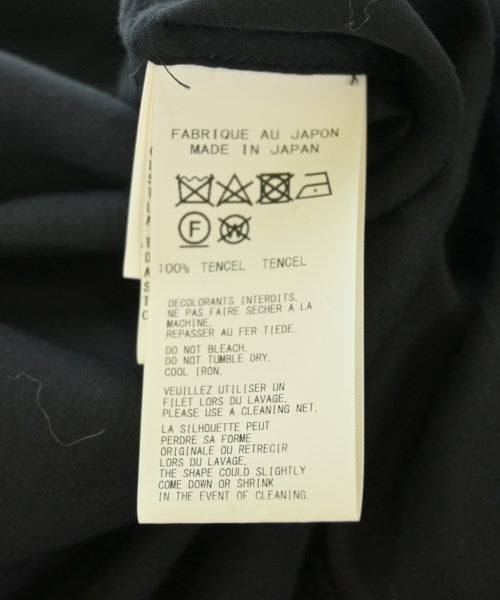 FABRIQUE AU JAPON
MADE IN JAPAN
F W
100% TENCEL TENCEL
DECOLORANTS INTERDITS.
NE PAS FAIRE SECHER A LA
MACHINE.
REPASSER AU FER TIEDE.
DO NOT BLEACH.
DO NOT TUMBLE DRY.
COOL IRON.
VEUILLEZ UTILISER UN
FILET LORS DU LAVAGE.
PLEASE USE A CLEANING NET.
LA SILHOUETTE PEUT
PERDRE SA FORME
ORIGINALE OU RETRECIR
LORS DU LAVAGE.
THE SHAPE COULD SLIGHTLY
COME DOWN OR SHRINK
IN THE EVENT OF CLEANING.